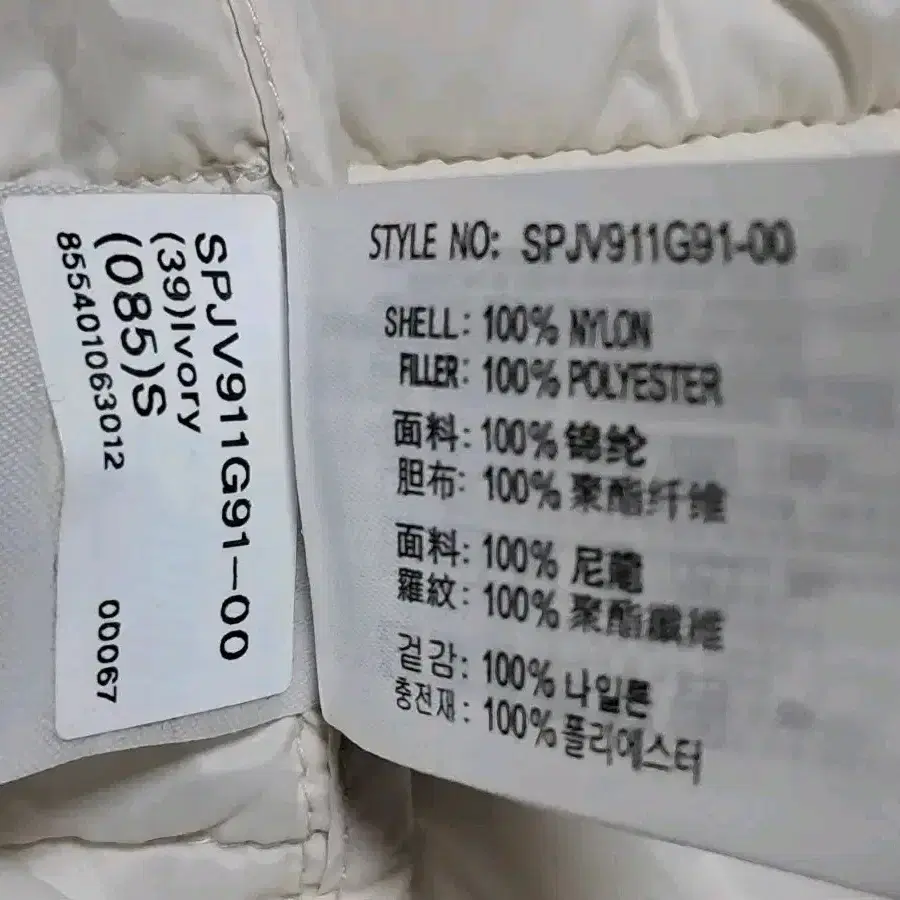 SPJV911G91-00
(39)Ivory
(085)S
855401063012 00067
STYLE NO: SPJV911G91-00
SHELL: 100% NYLON
FILLER: 100% POLYESTER
面料: 100% 锦纶
胆布: 100% 聚酯纤维
面料: 100% 尼龍
羅紋: 100% 聚酯纖維
겉감: 100% 나일론
충전재: 100% 폴리에스터